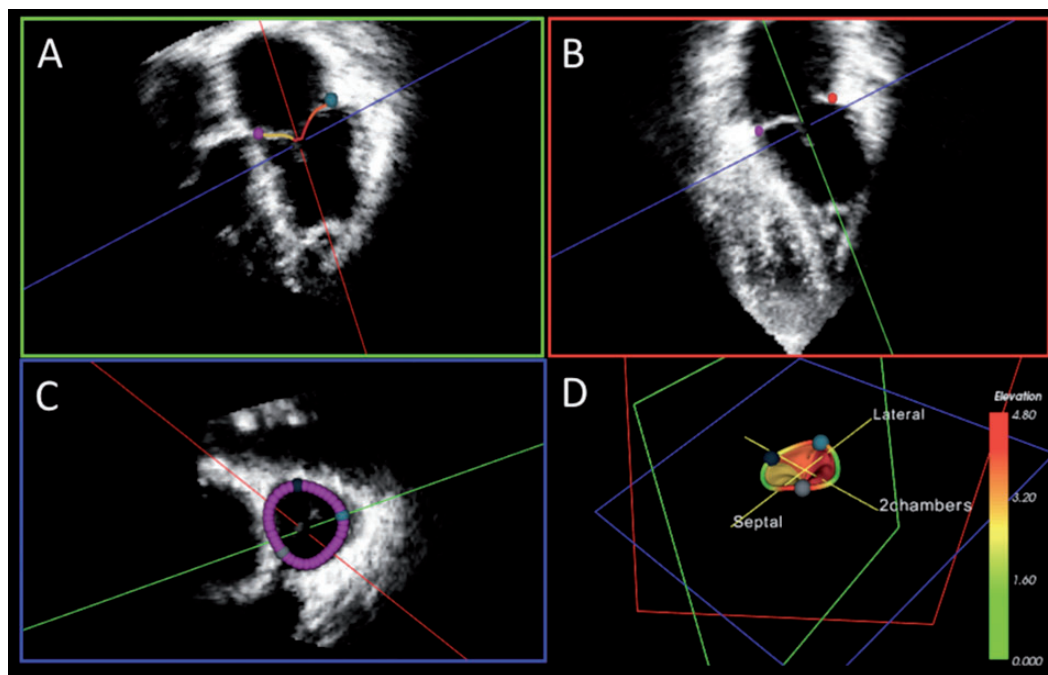 A
B
C
D
Elevation
4.80
Lateral
3.20
2chambers
Septal
1.60
0.000